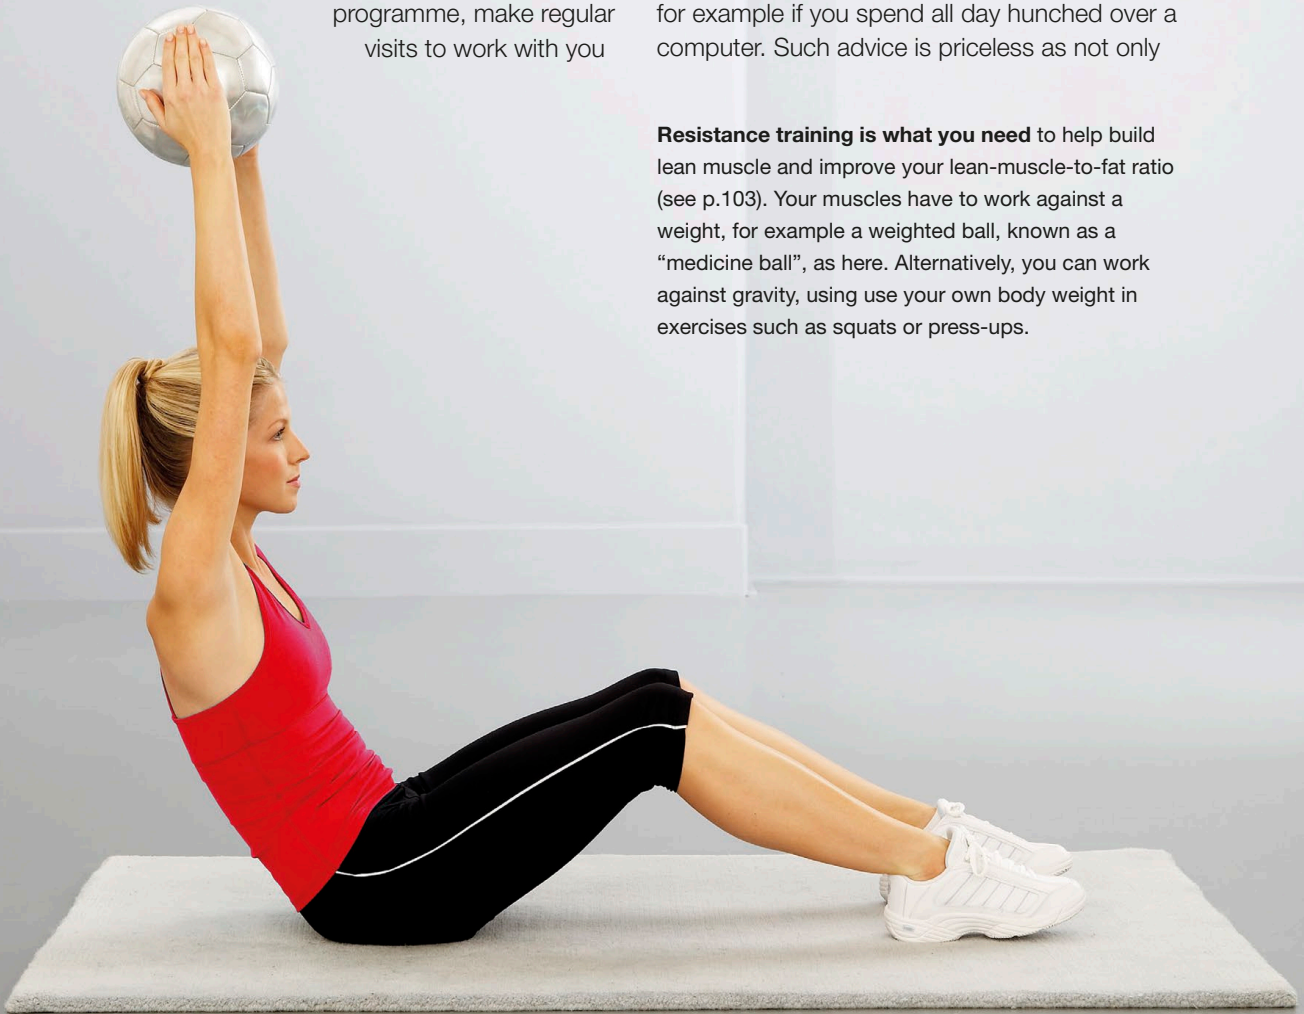 programme, make regular
visits to work with you
for example if you spend all day hunched over a
computer. Such advice is priceless as not only
Resistance training is what you need to help build
lean muscle and improve your lean-muscle-to-fat ratio
(see p.103). Your muscles have to work against a
weight, for example a weighted ball, known as a
“medicine ball”, as here. Alternatively, you can work
against gravity, using use your own body weight in
exercises such as squats or press-ups.